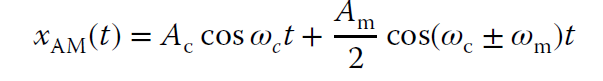 x_AM(t) = A_c cos ω_c t + A_m/2 cos(ω_c ± ω_m)t